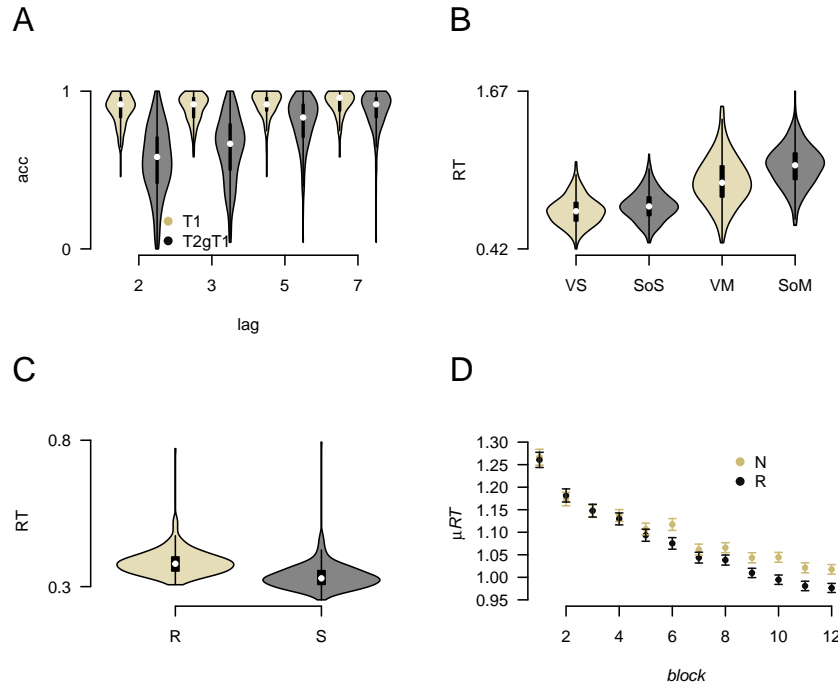 A
1
acc
0
T1
T2gT1
2 3 5 7
lag
B
1.67
RT
0.42
VS SoS VM SoM
C
0.8
RT
0.3
R S
D
1.30
1.25
1.20
1.15
1.10
1.05
1.00
0.95
μRT
N
R
2 4 6 8 10 12
block